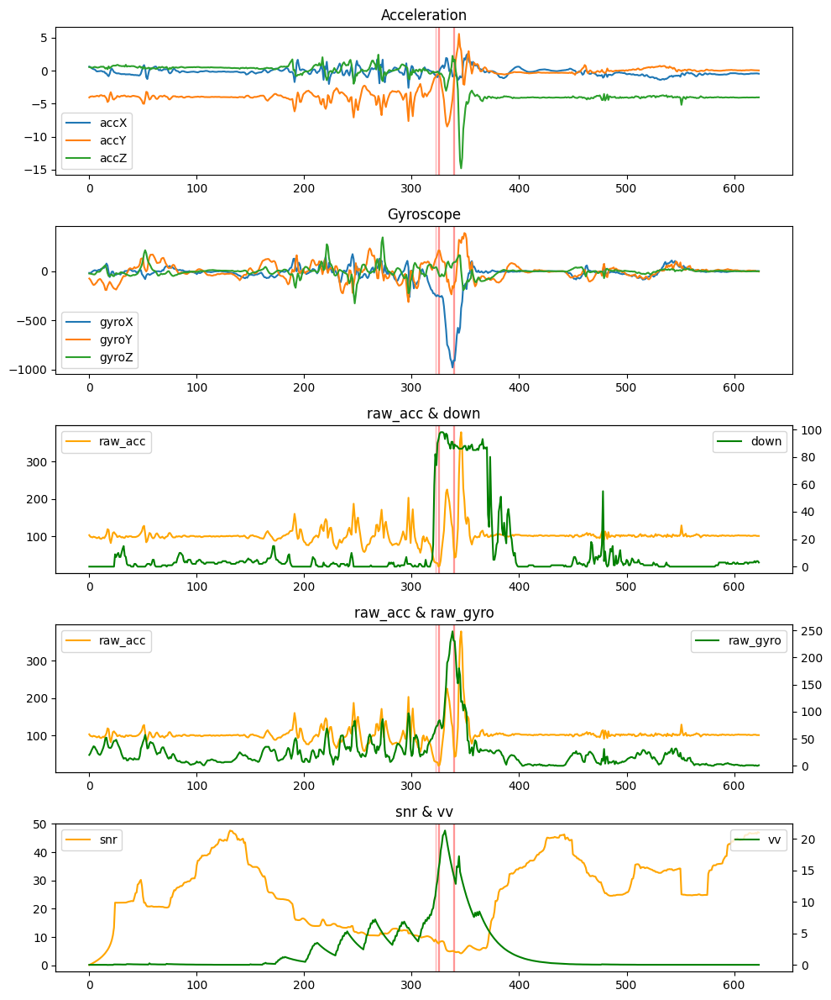 Acceleration
5
0
−5
−10
−15
accX
accY
accZ
0 100 200 300 400 500 600
Gyroscope
0
−500
−1000
gyroX
gyroY
gyroZ
0 100 200 300 400 500 600
raw_acc & down
300
200
100
raw_acc
down
100
80
60
40
20
0
0 100 200 300 400 500 600
raw_acc & raw_gyro
300
200
100
raw_acc
raw_gyro
250
200
150
100
50
0
0 100 200 300 400 500 600
snr & vv
50
40
30
20
10
0
snr
vv
20
15
10
5
0
0 100 200 300 400 500 600